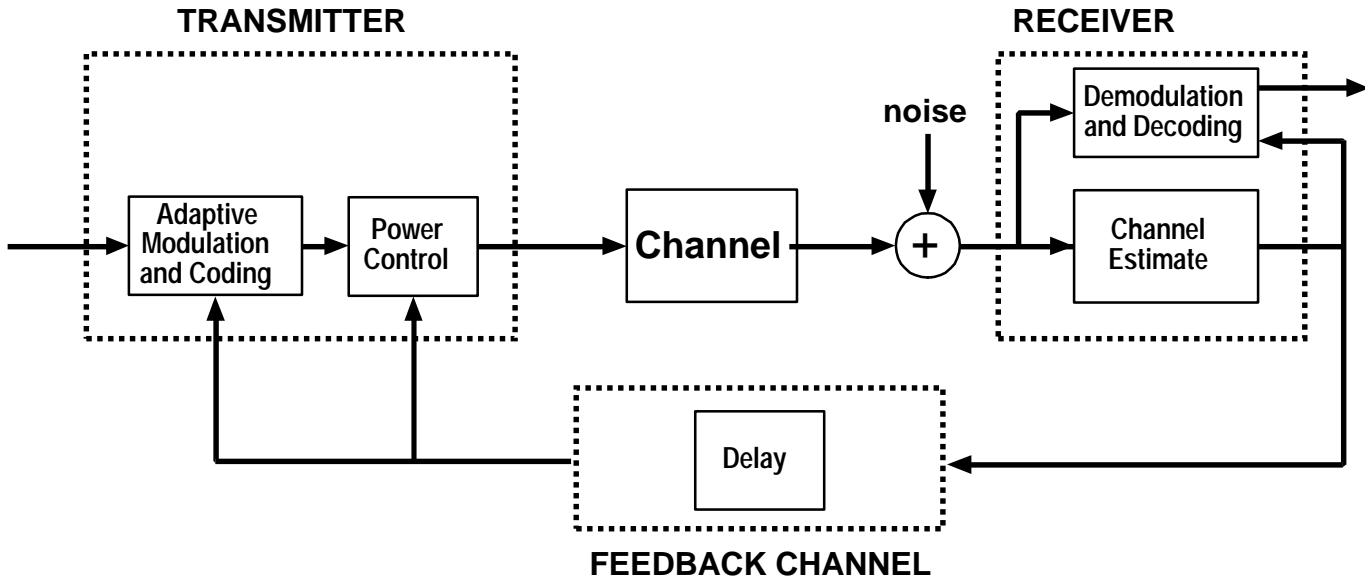 TRANSMITTER
RECEIVER
Demodulation
and Decoding
noise
Adaptive
Modulation
and Coding
Power
Control
Channel
+
Channel
Estimate
Delay
FEEDBACK CHANNEL